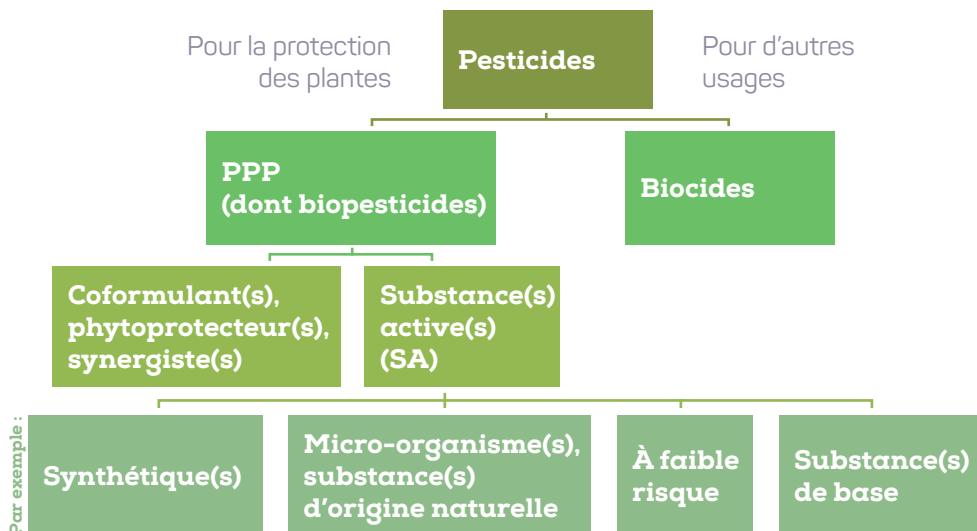 Pour la protection
des plantes
Pesticides
Pour d'autres
usages
PPP
(dont biopesticides)
Biocides
Coformulant(s),
phytoprotecteur(s),
synergiste(s)
Substance(s)
active(s)
(SA)
Par exemple :
Synthétique(s)
Micro-organisme(s),
substance(s)
d'origine naturelle
À faible
risque
Substance(s)
de base